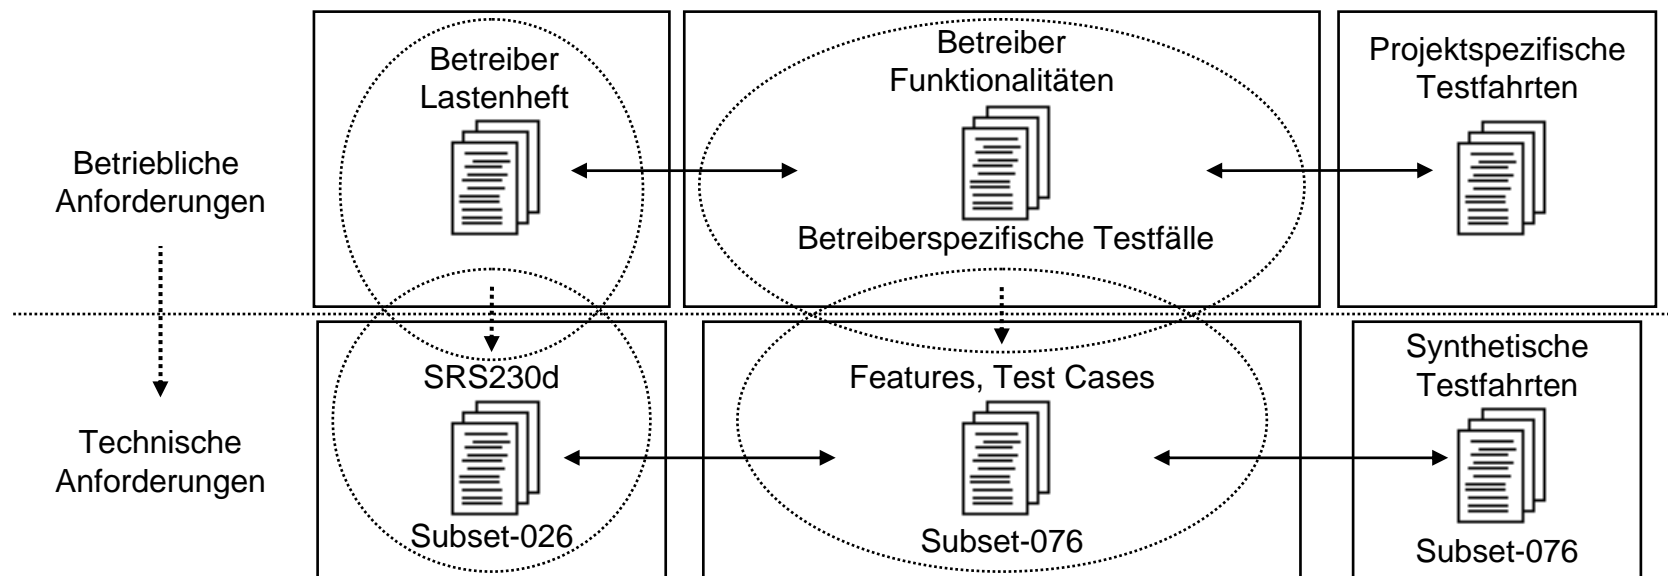 Betriebliche
Anforderungen
Betreiber
Lastenheft
Betreiber
Funktionalitäten
Betreiberspezifische Testfälle
Projektspezifische
Testfahrten
Technische
Anforderungen
SRS230d
Subset-026
Features, Test Cases
Subset-076
Synthetische
Testfahrten
Subset-076